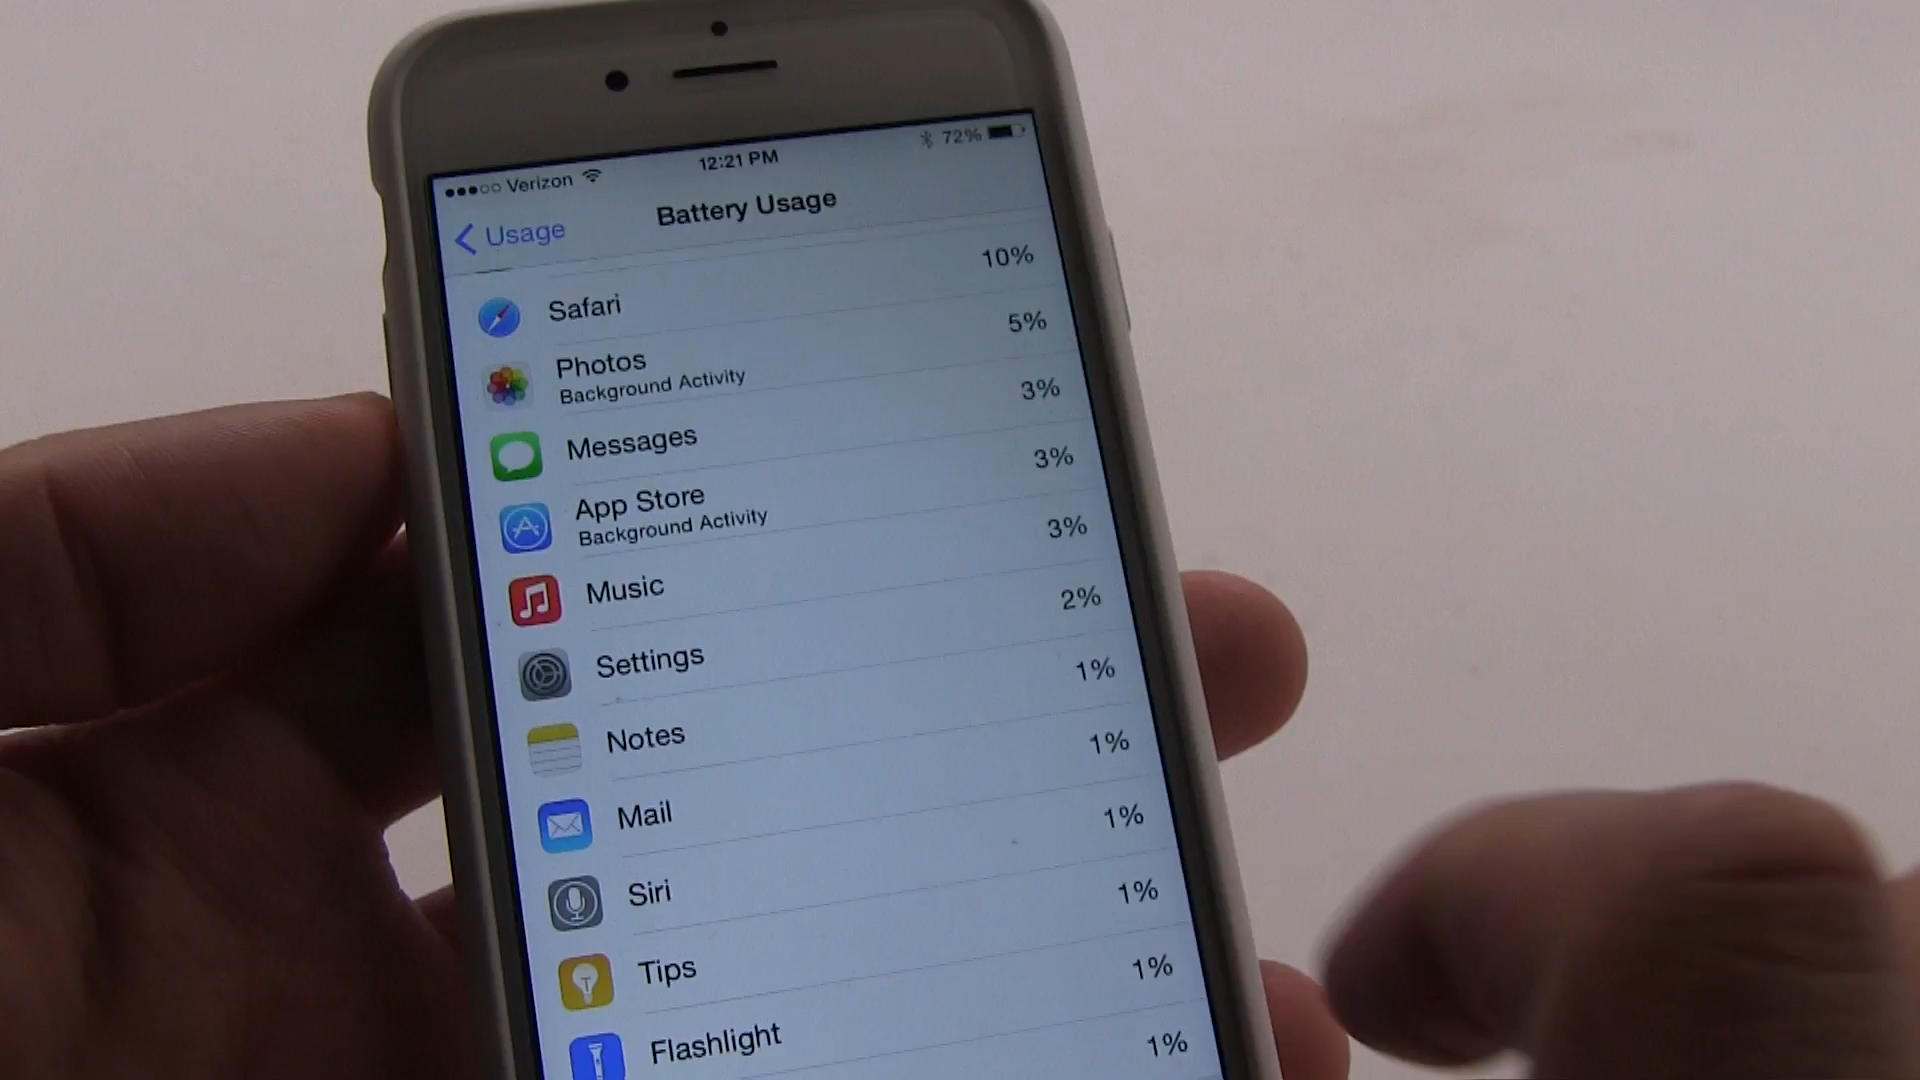 ●●●○○ Verizon 12:21 PM 72%
Usage Battery Usage
Safari 10%
Photos 5%
Background Activity
Messages 3%
App Store 3%
Background Activity
Music 3%
Settings 2%
Notes 1%
Mail 1%
Siri 1%
Tips 1%
Flashlight 1%
1%